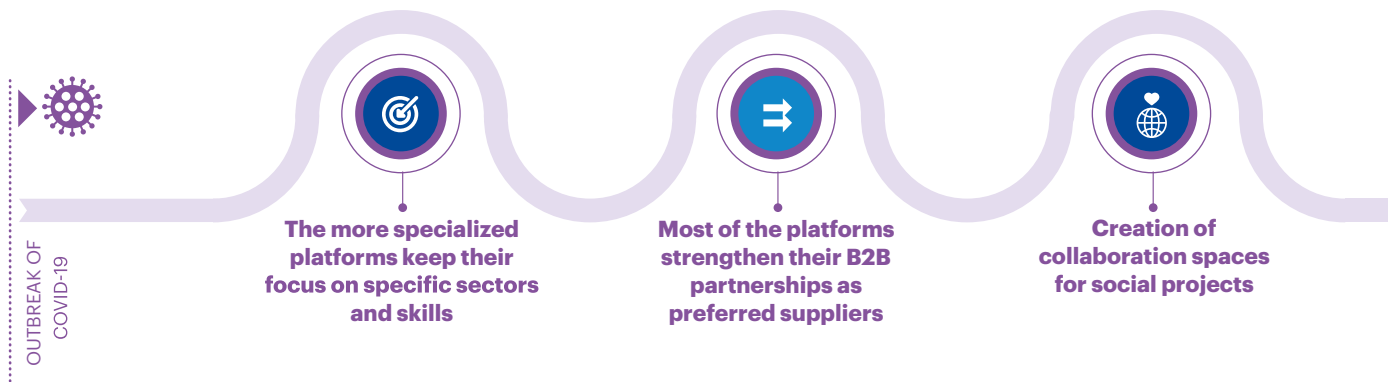 OUTBREAK OF
COVID-19
The more specialized
platforms keep their
focus on specific sectors
and skills
Most of the platforms
strengthen their B2B
partnerships as
preferred suppliers
Creation of
collaboration spaces
for social projects